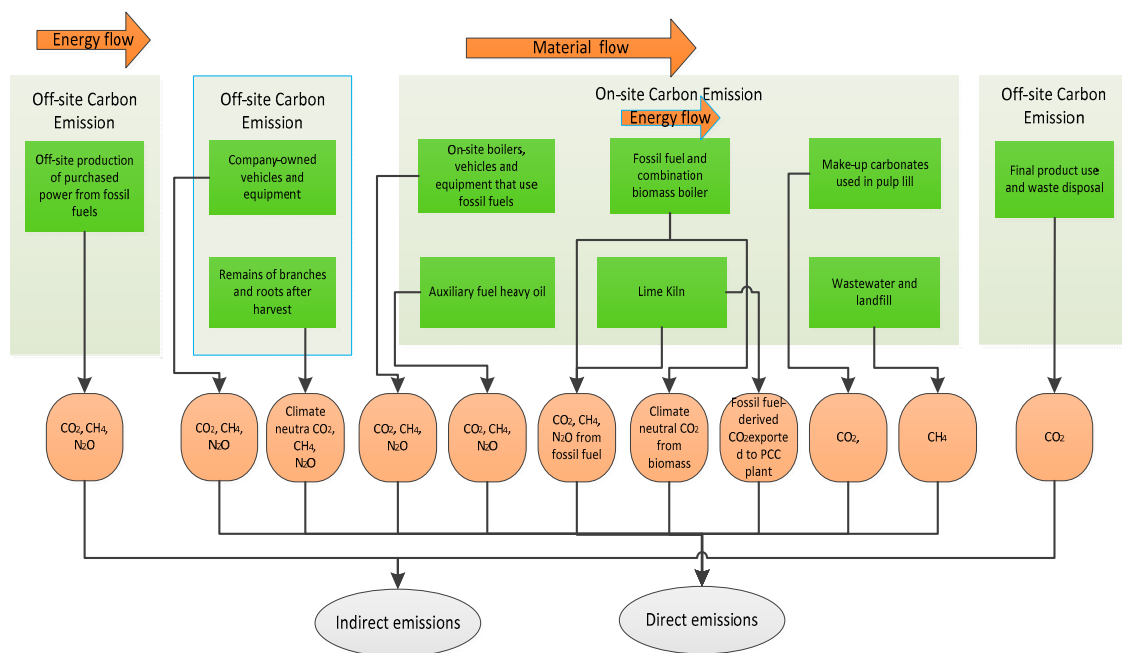 Energy flow
Material flow
Off-site Carbon
Emission
Off-site production
of purchased
power from fossil
fuels
Off-site Carbon
Emission
Company-owned
vehicles and
equipment
Remains of branches
and roots after
harvest
On-site Carbon Emission
Energy flow
On-site boilers,
vehicles and
equipment that use
fossil fuels
Fossil fuel and
combination
biomass boiler
Make-up carbonates
used in pulp lill
Auxiliary fuel heavy oil
Lime Kiln
Wastewater and
landfill
Off-site Carbon
Emission
Final product use
and waste disposal
CO2, CH4,
N2O
CO2, CH4,
N2O
Climate
neutra CO2,
CH4,
N2O
CO2, CH4,
N2O
CO2, CH4,
N2O
CO2, CH4,
N2O from
fossil fuel
Climate
neutral CO2
from
biomass
Fossil fuel-
derived
CO2exporte
d to PCC
plant
CO2,
CH4
CO2
Indirect emissions
Direct emissions